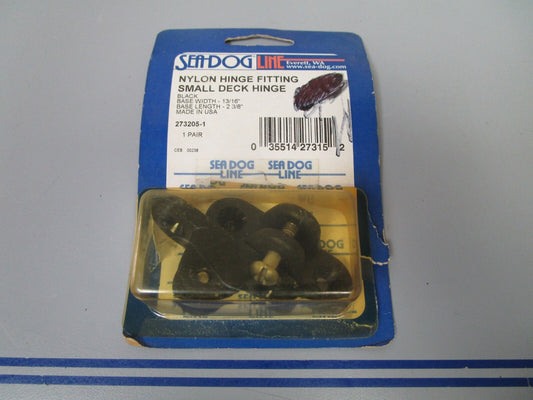 SEA-DOG LINE
Everett, WA
www.sea-dog.com
NYLON HINGE FITTING
SMALL DECK HINGE
BLACK
BASE WIDTH - 13/16"
BASE LENGTH - 2 3/8"
MADE IN USA
273205-1
1 PAIR
0 35514 27315 2
SEA DOG SEA DOG
LINE LINE
DOG